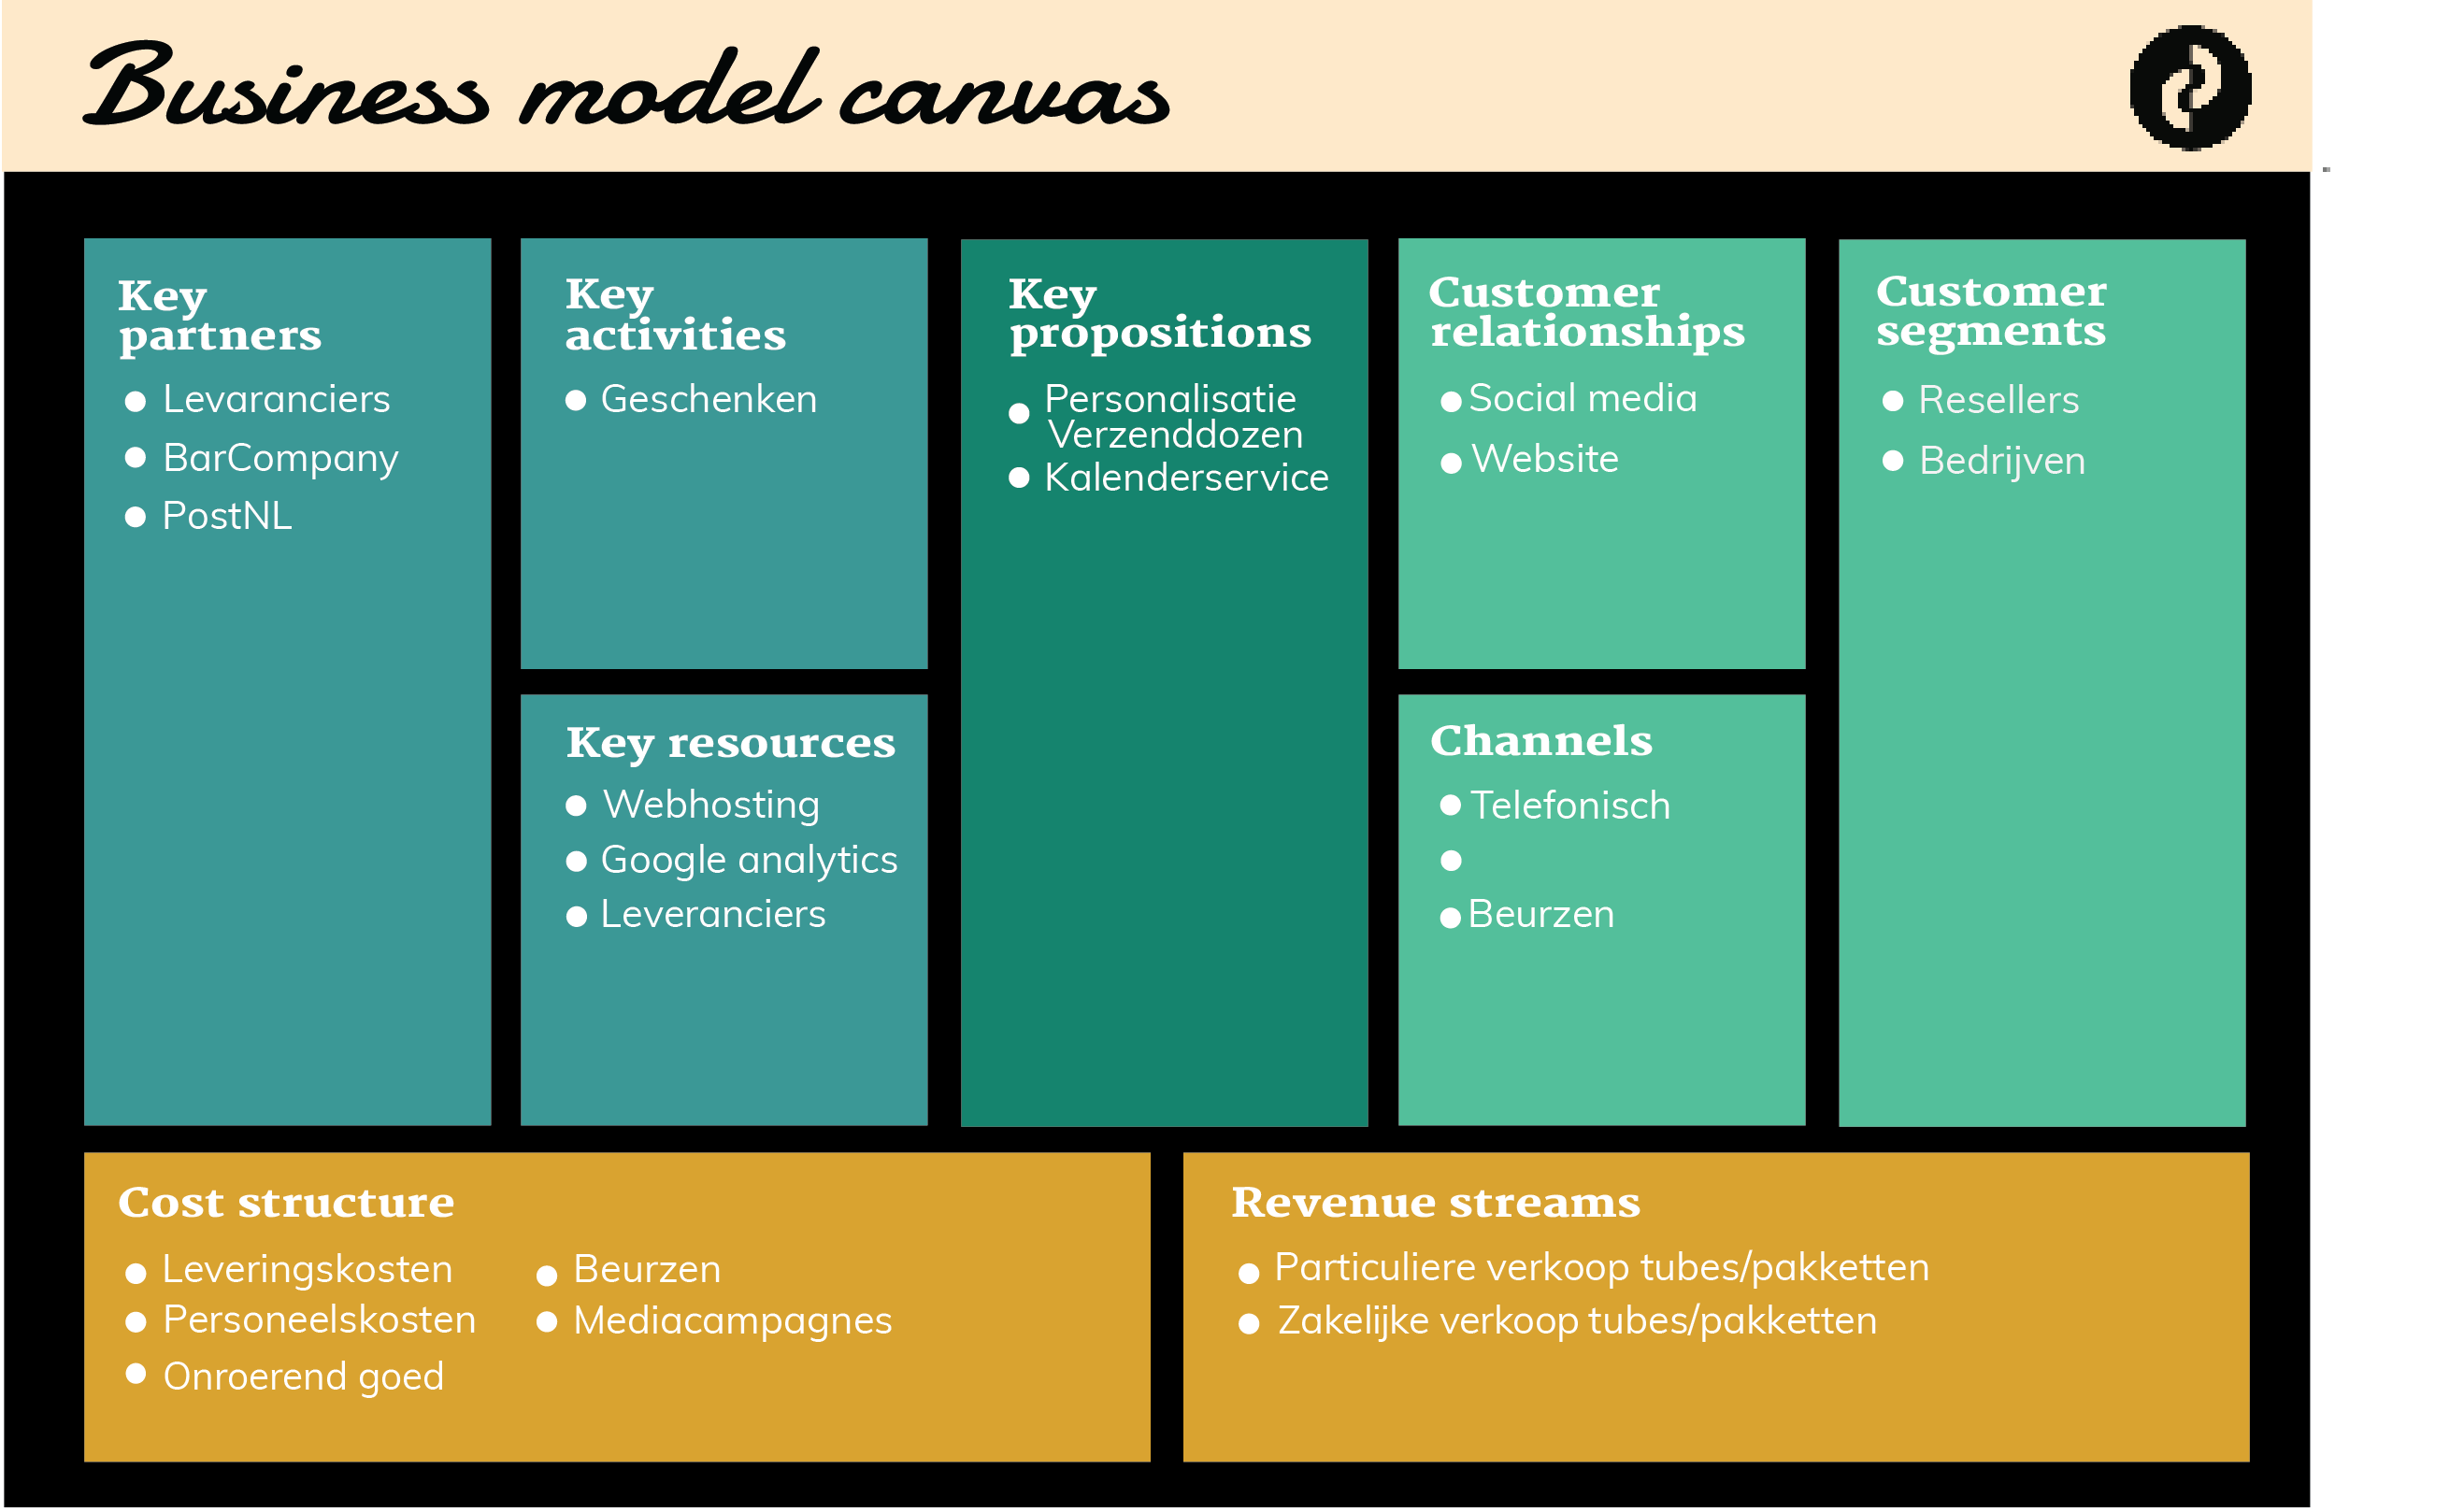 Business model canvas
Key
partners
Levaranciers
BarCompany
PostNL
Key
activities
Geschenken
Key resources
Webhosting
Google analytics
Leveranciers
Key
propositions
Personalisatie
Verzenddozen
Kalenderservice
Customer
relationships
Social media
Website
Channels
Telefonisch
Beurzen
Customer
segments
Resellers
Bedrijven
Cost structure
Leveringskosten
Personeelskosten
Onroerend goed
Beurzen
Mediacampagnes
Revenue streams
Particuliere verkoop tubes/pakketten
Zakelijke verkoop tubes/pakketten